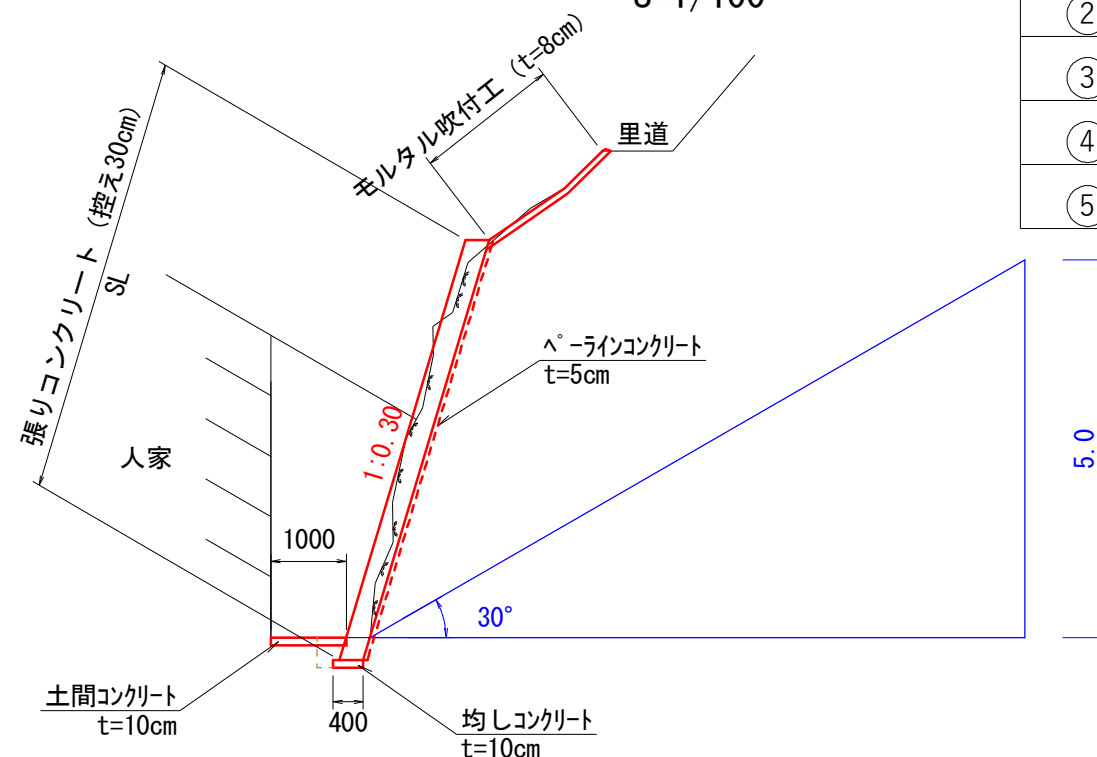 ②
③
④
⑤
モルタル吹付工 (t=8cm)
里道
張りコンクリート (控え30cm)
SL
ペーラインコンクリート
t=5cm
1:0.30
人家
5.0
1000
30°
土間コンクリート
t=10cm
400
均しコンクリート
t=10cm